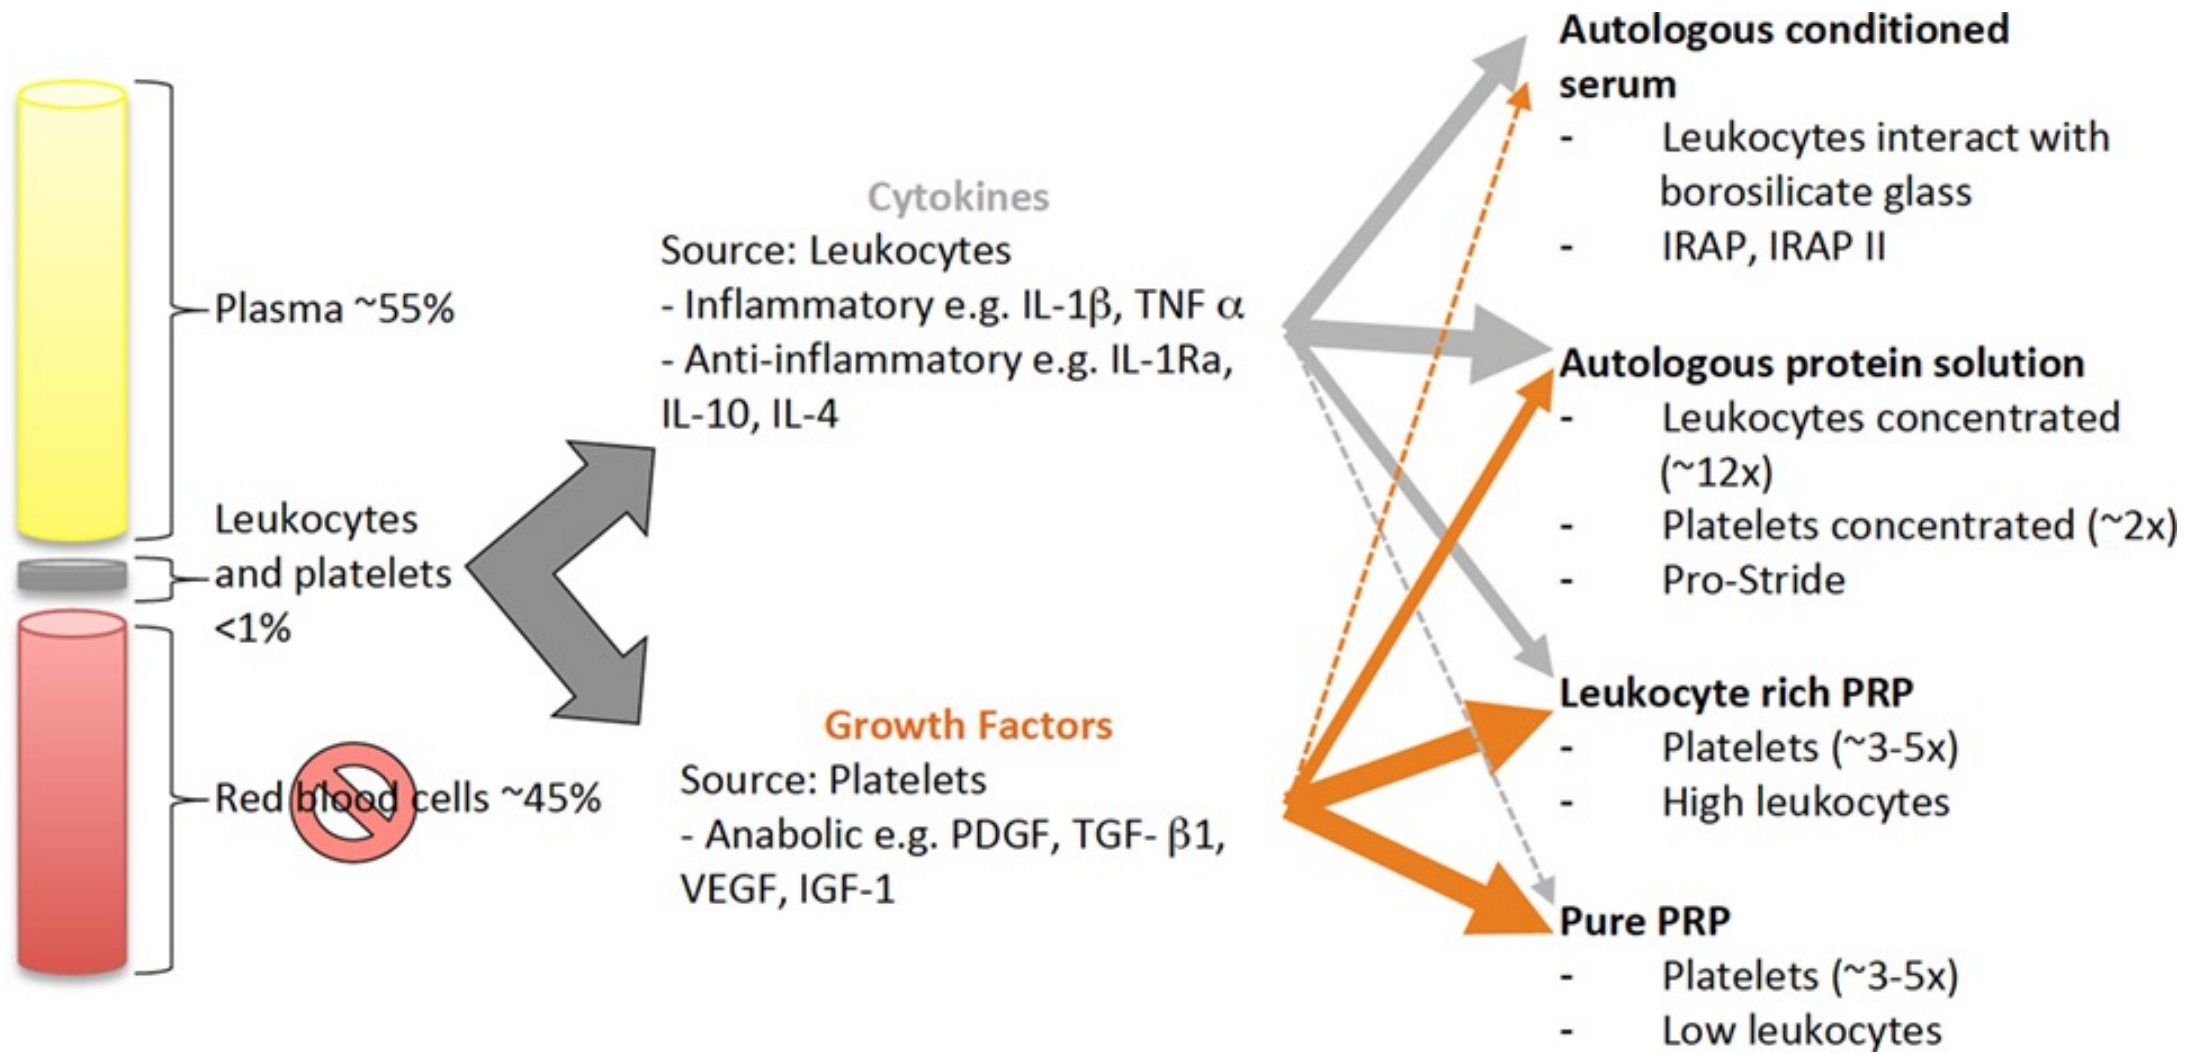 Plasma ~55%
Leukocytes
and platelets
<1%
Red blood cells ~45%
Cytokines
Source: Leukocytes
- Inflammatory e.g. IL-1β, TNF α
- Anti-inflammatory e.g. IL-1Ra,
IL-10, IL-4
Growth Factors
Source: Platelets
- Anabolic e.g. PDGF, TGF- β1,
VEGF, IGF-1
Autologous conditioned
serum
- Leukocytes interact with
borosilicate glass
- IRAP, IRAP II
Autologous protein solution
- Leukocytes concentrated
(~12x)
- Platelets concentrated (~2x)
- Pro-Stride
Leukocyte rich PRP
- Platelets (~3-5x)
- High leukocytes
Pure PRP
- Platelets (~3-5x)
- Low leukocytes